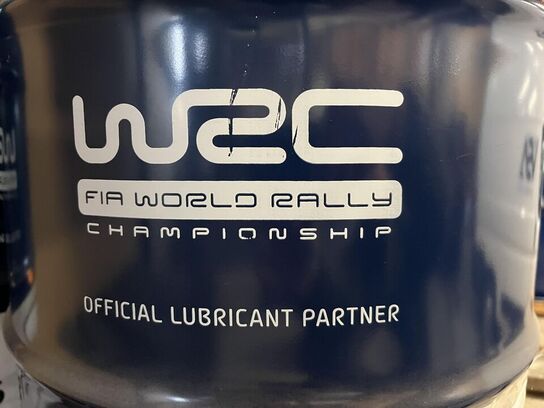 WRC
FIA WORLD RALLY
CHAMPIONSHIP
OFFICIAL LUBRICANT PARTNER